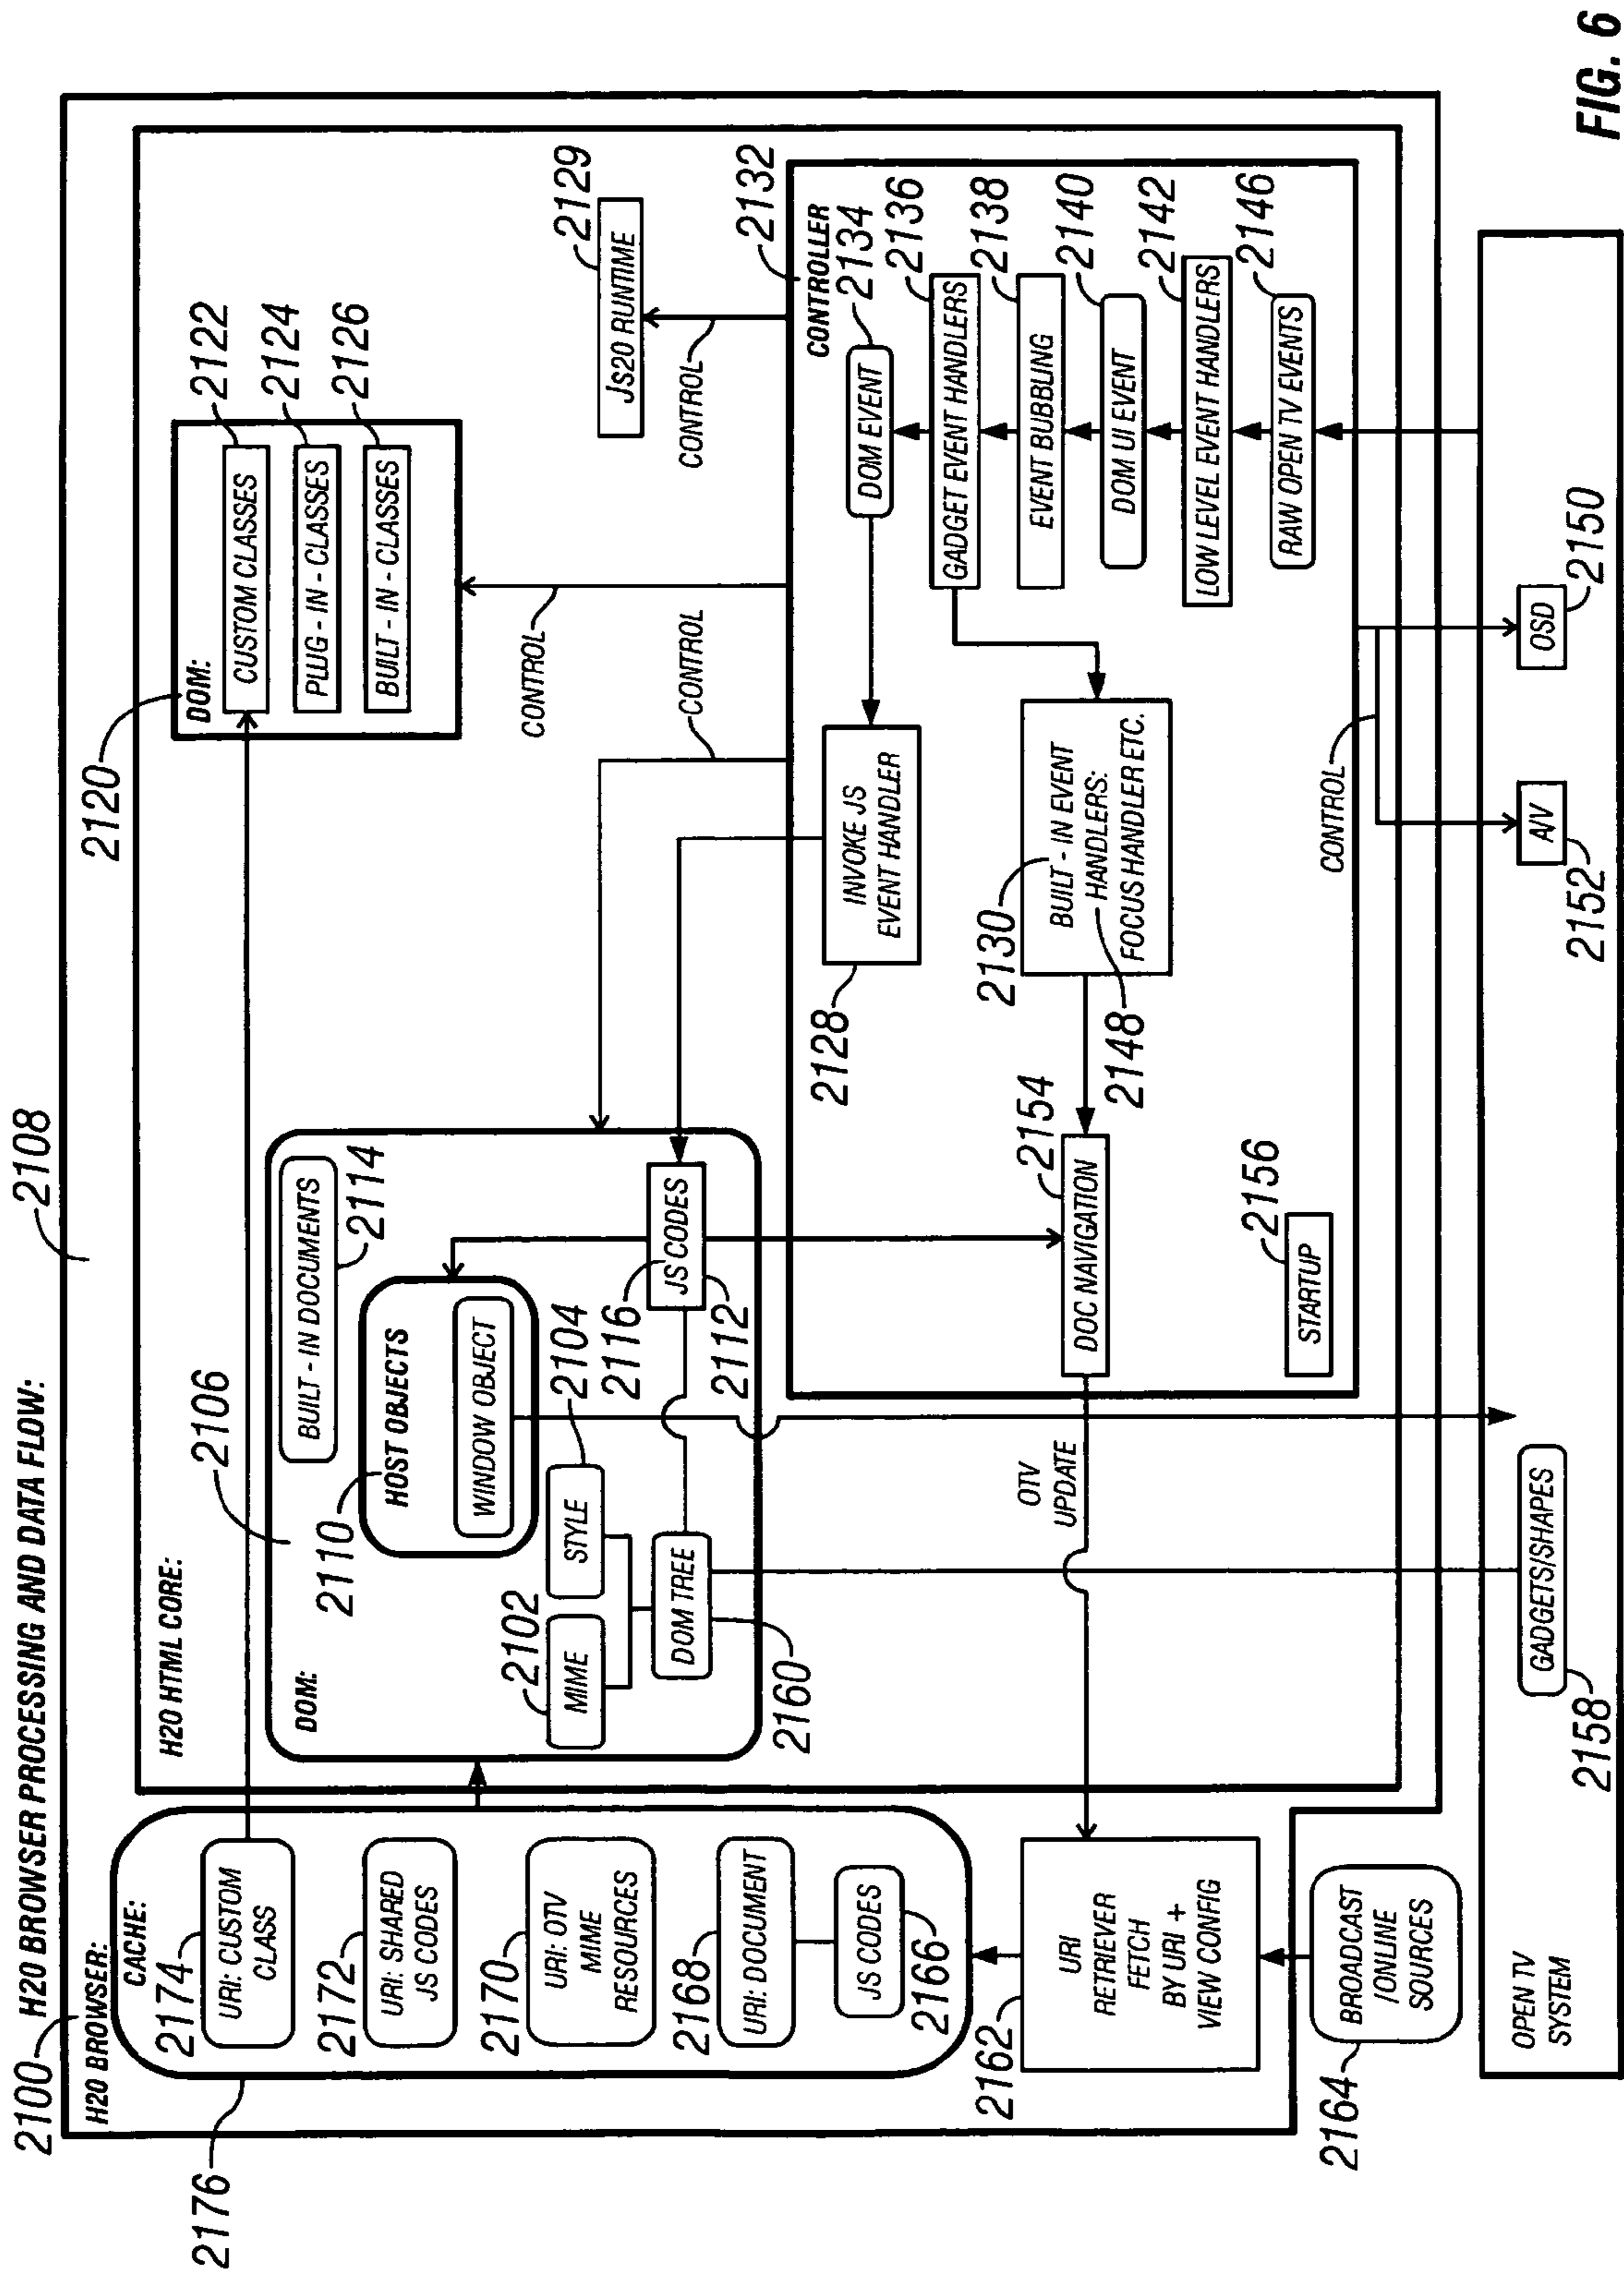 2100
H20 BROWSER PROCESSING AND DATA FLOW:
2108
H20 BROWSER:
2176
CACHE:
2174
URI: CUSTOM
CLASS
2172
URI: SHARED
JS CODES
2170
URI: OTV
MIME
RESOURCES
2168
URI: DOCUMENT
JS CODES
2166
2162
URI
RETRIEVER
FETCH
BY URI +
VIEW CONFIG
2164
BROADCAST
/ONLINE
SOURCES
H20 HTML CORE:
2106
DOM:
BUILT - IN DOCUMENTS
2114
2110
HOST OBJECTS
WINDOW OBJECT
2102
MIME
STYLE
2104
DOM TREE
2160
2116
JS CODES
2112
2120
DOM:
CUSTOM CLASSES
2122
PLUG - IN - CLASSES
2124
BUILT - IN - CLASSES
2126
CONTROL
CONTROL
CONTROL
Js20 RUNTIME
2129
2132
CONTROLLER
DOM EVENT
2134
GADGET EVENT HANDLERS
2136
EVENT BUBBLING
2138
DOM UI EVENT
2140
LOW LEVEL EVENT HANDLERS
2142
RAW OPEN TV EVENTS
2146
INVOKE JS
EVENT HANDLER
2128
2130
BUILT - IN EVENT
HANDLERS:
FOCUS HANDLER ETC.
2148
2154
DOC NAVIGATION
2156
STARTUP
OTV
UPDATE
CONTROL
OPEN TV
SYSTEM
GADGETS/SHAPES
2158
A/V
2152
OSD
2150
FIG. 6